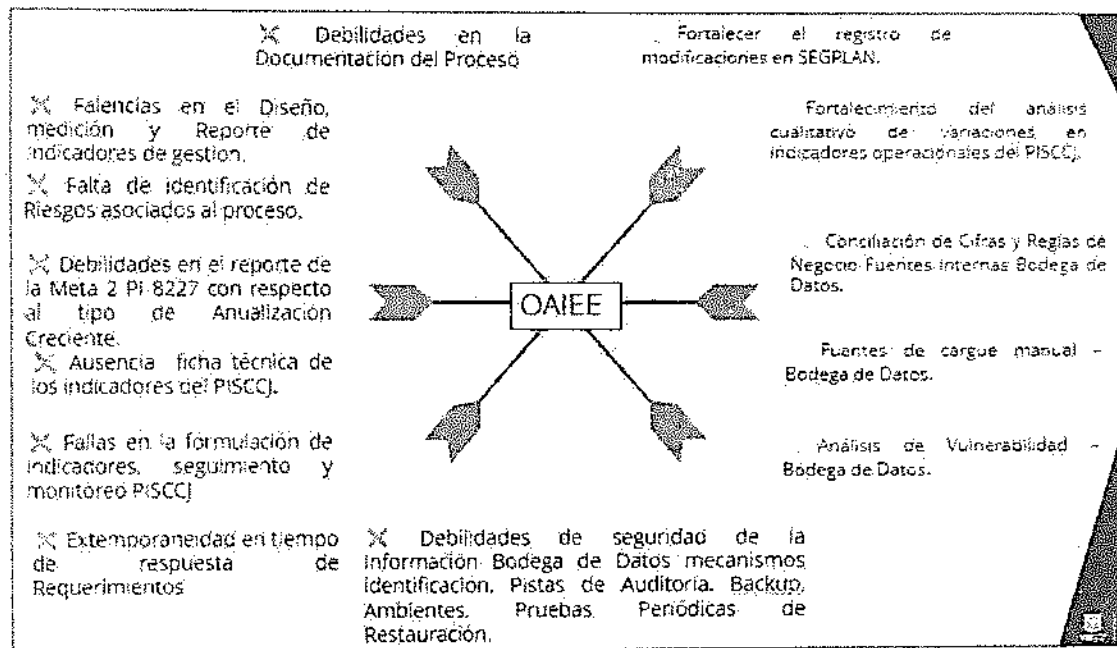 Debilidades en la
Documentación del Proceso
Fortalecer el registro de
modificaciones en SEGPLAN.
Falencias en el Diseño,
medición y Reporte de
indicadores de gestion.
Falta de identificación de
Riesgos asociados al proceso.
Debilidades en el reporte de
la Meta 2 PI 8227 con respecto
al tipo de Anualización
Creciente.
Ausencia ficha técnica de
los indicadores del PISCCJ.
Fallas en la formulación de
indicadores, seguimiento y
monitoreo PISCCJ
Extemporaneidad en tiempo
de respuesta de
Requerimientos
OAIEE
Fortalecimiento del análisis
cualitativo de variaciones en
indicadores operacionales del PISCCJ.
Conciliación de Cifras y Reglas de
Negocio Fuentes Internas Bodega de
Datos.
Fuentes de cargue manual –
Bodega de Datos.
Análisis de Vulnerabilidad –
Bodega de Datos.
Debilidades de seguridad de la
Información Bodega de Datos mecanismos
identificación, Pistas de Auditoría, Backup,
Ambientes, Pruebas Periódicas de
Restauración.